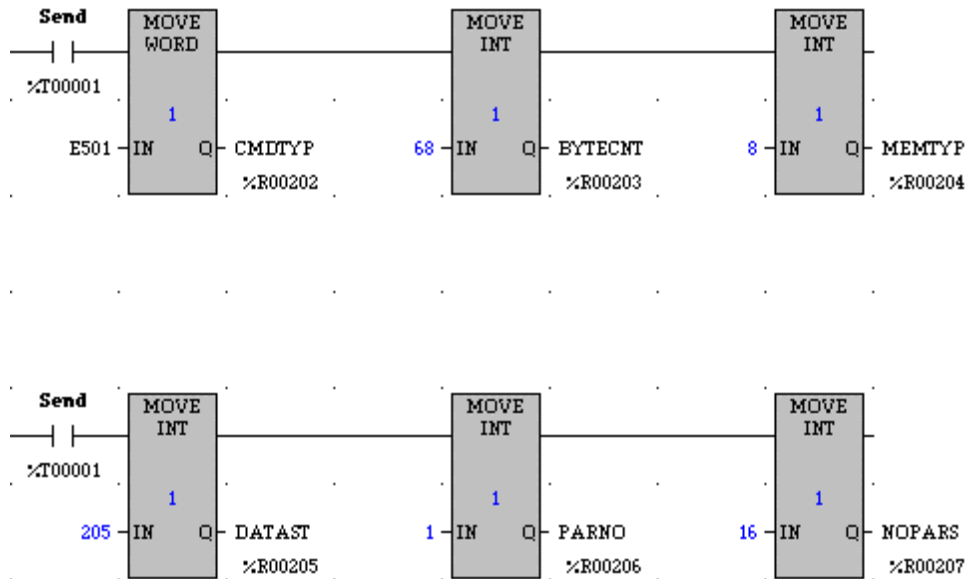 Send MOVE MOVE MOVE
WORD INT INT
%T00001
1 1 1
E501 IN Q CMDTYP 68 IN Q BYTECNT 8 IN Q MEMTYP
%R00202 %R00203 %R00204
Send MOVE MOVE MOVE
INT INT INT
%T00001
1 1 1
205 IN Q DATAST 1 IN Q PARNO 16 IN Q NOPARS
%R00205 %R00206 %R00207